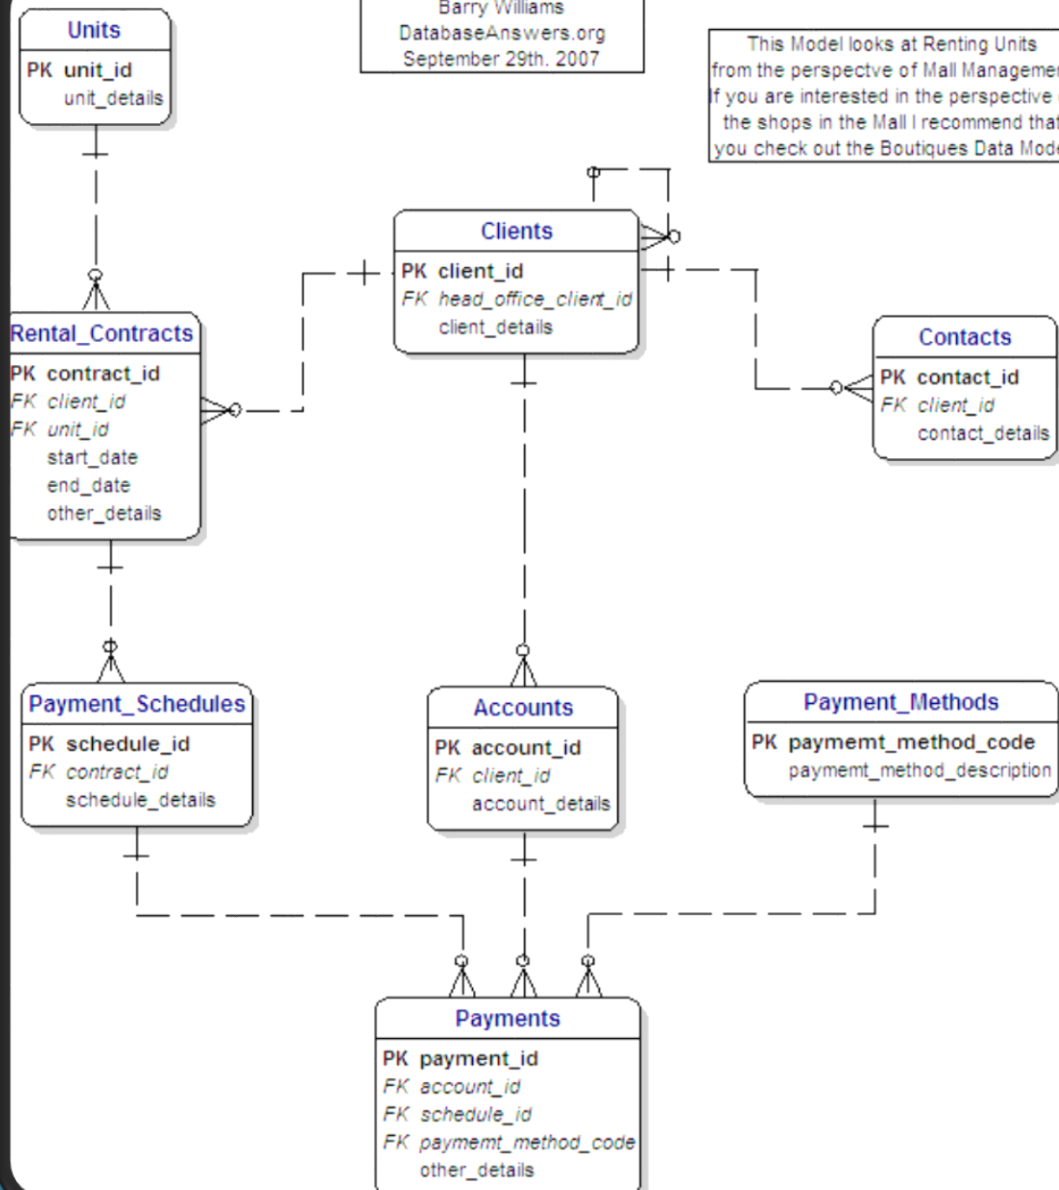 Barry Williams
DatabaseAnswers.org
September 29th. 2007
This Model looks at Renting Units
from the perspectve of Mall Manageme
If you are interested in the perspective
the shops in the Mall I recommend that
you check out the Boutiques Data Mode
Units
PK unit_id
unit_details
Clients
PK client_id
FK head_office_client_id
client_details
Rental_Contracts
PK contract_id
FK client_id
FK unit_id
start_date
end_date
other_details
Contacts
PK contact_id
FK client_id
contact_details
Payment_Schedules
PK schedule_id
FK contract_id
schedule_details
Accounts
PK account_id
FK client_id
account_details
Payment_Methods
PK paymemt_method_code
paymemt_method_description
Payments
PK payment_id
FK account_id
FK schedule_id
FK paymemt_method_code
other_details